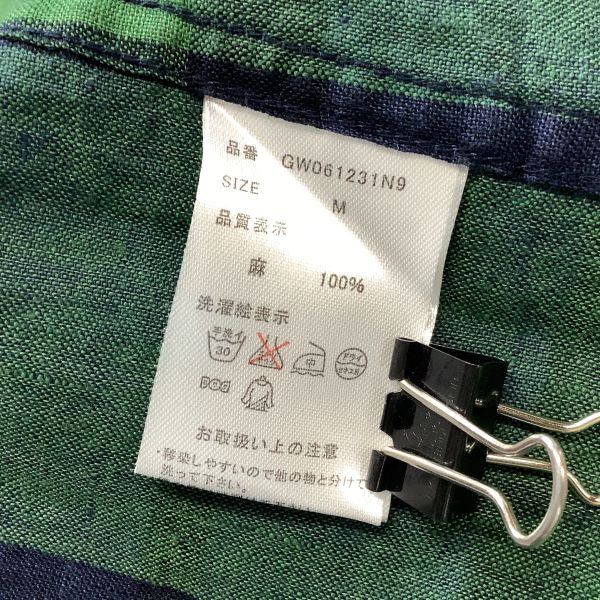 品番 GW061231N9
SIZE M
品質表示
麻 100%
洗濯絵表示
手洗イ 30 中 ドライ セキユ系
お取扱い上の注意
・移染しやすいので他の物と分けて
洗って下さい。